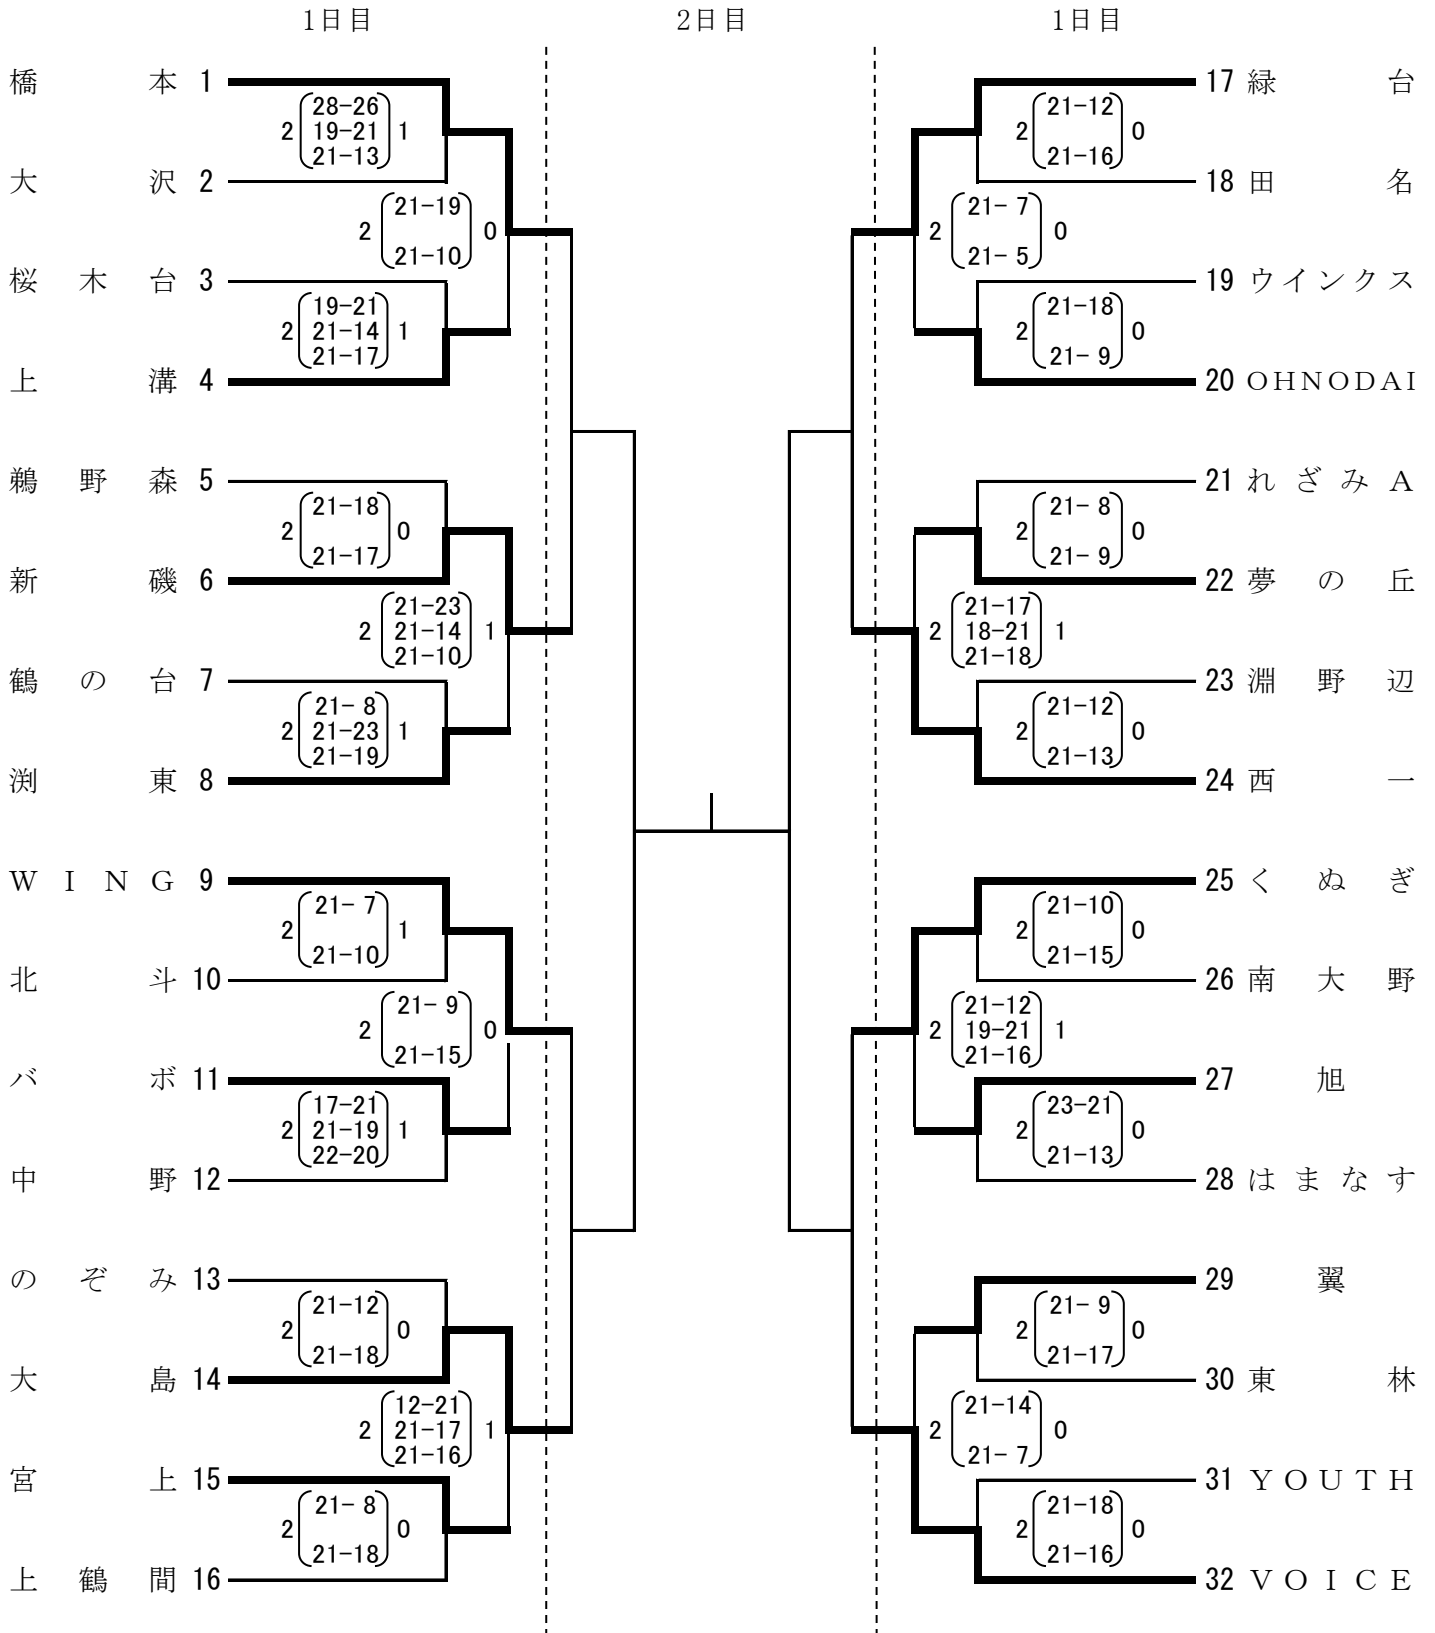 1日目 2日目 1日目
橋本 1 17 緑台
28-26 21-12
2 19-21 1 2 0
21-13 21-16
大沢 2 18 田名
21-19 21- 7
2 0 2 0
21-10 21- 5
桜木台 3 19 ウインクス
19-21 21-18
2 21-14 1 2 0
21-17 21- 9
上溝 4 20 OHNODAI
鵜野森 5 21 れざみA
21-18 21- 8
2 0 2 0
21-17 21- 9
新磯 6 22 夢の丘
21-23 21-17
2 21-14 1 2 18-21 1
21-10 21-18
鶴の台 7 23 淵野辺
21- 8 21-12
2 21-23 1 2 0
21-19 21-13
渕東 8 24 西一
WING 9 25 くぬぎ
21- 7 21-10
2 1 2 0
21-10 21-15
北斗 10 26 南大野
21- 9 21-12
2 0 2 19-21 1
21-15 21-16
バボ 11 27 旭
17-21 23-21
2 21-19 1 2 0
22-20 21-13
中野 12 28 はまなす
のぞみ 13 29 翼
21-12 21- 9
2 0 2 0
21-18 21-17
大島 14 30 東林
12-21 21-14
2 21-17 1 2 0
21-16 21- 7
宮上 15 31 YOUTH
21- 8 21-18
2 0 2 0
21-18 21-16
上鶴間 16 32 VOICE